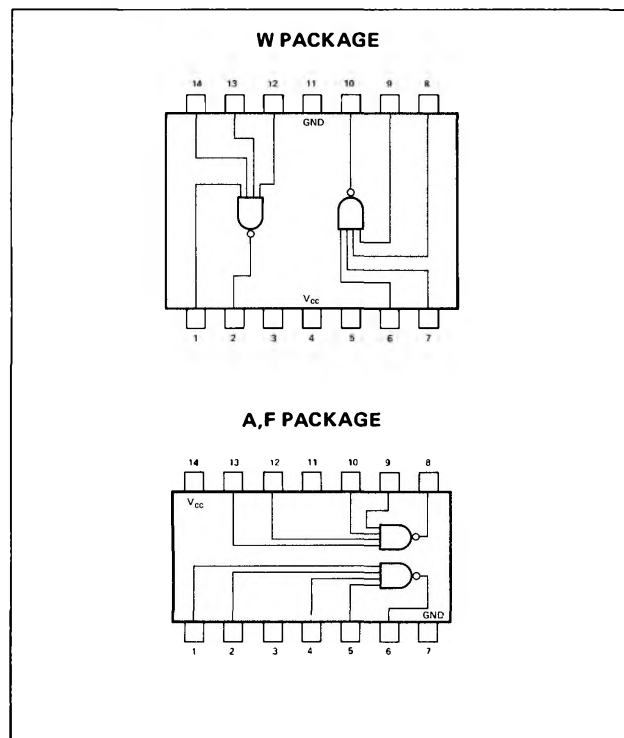 W PACKAGE
14 13 12 11 10 9 8
GND
Vcc
1 2 3 4 5 6 7
A,F PACKAGE
14 13 12 11 10 9 8
Vcc
GND
1 2 3 4 5 6 7